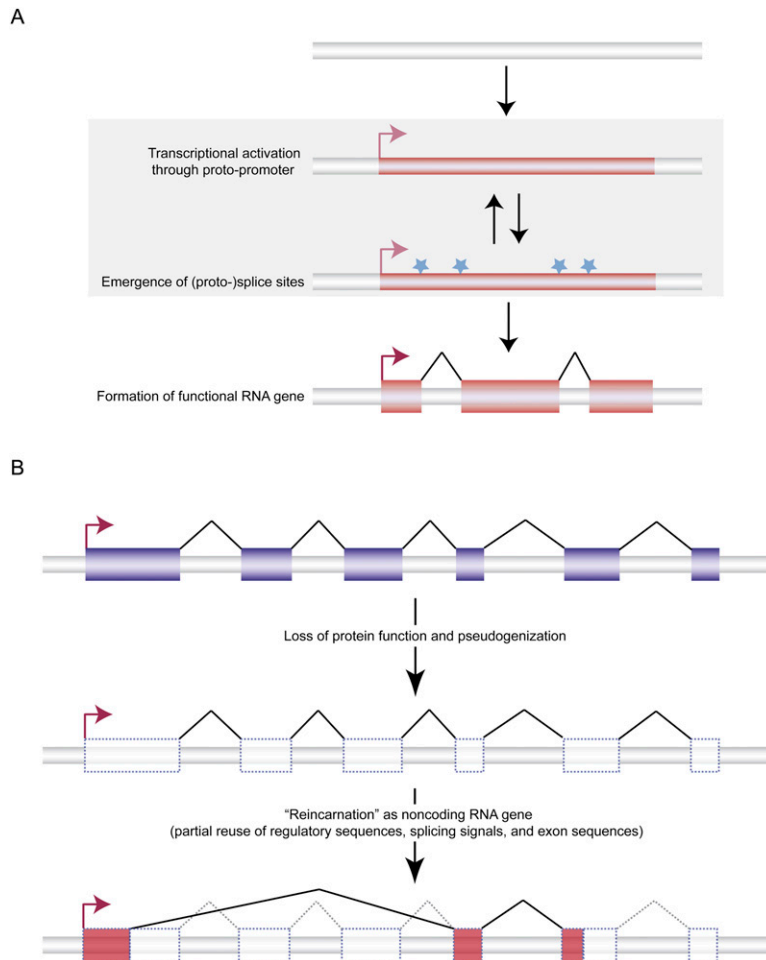 A
Transcriptional activation
through proto-promoter
Emergence of (proto-)splice sites
Formation of functional RNA gene
B
Loss of protein function and pseudogenization
“Reincarnation” as noncoding RNA gene
(partial reuse of regulatory sequences, splicing signals, and exon sequences)